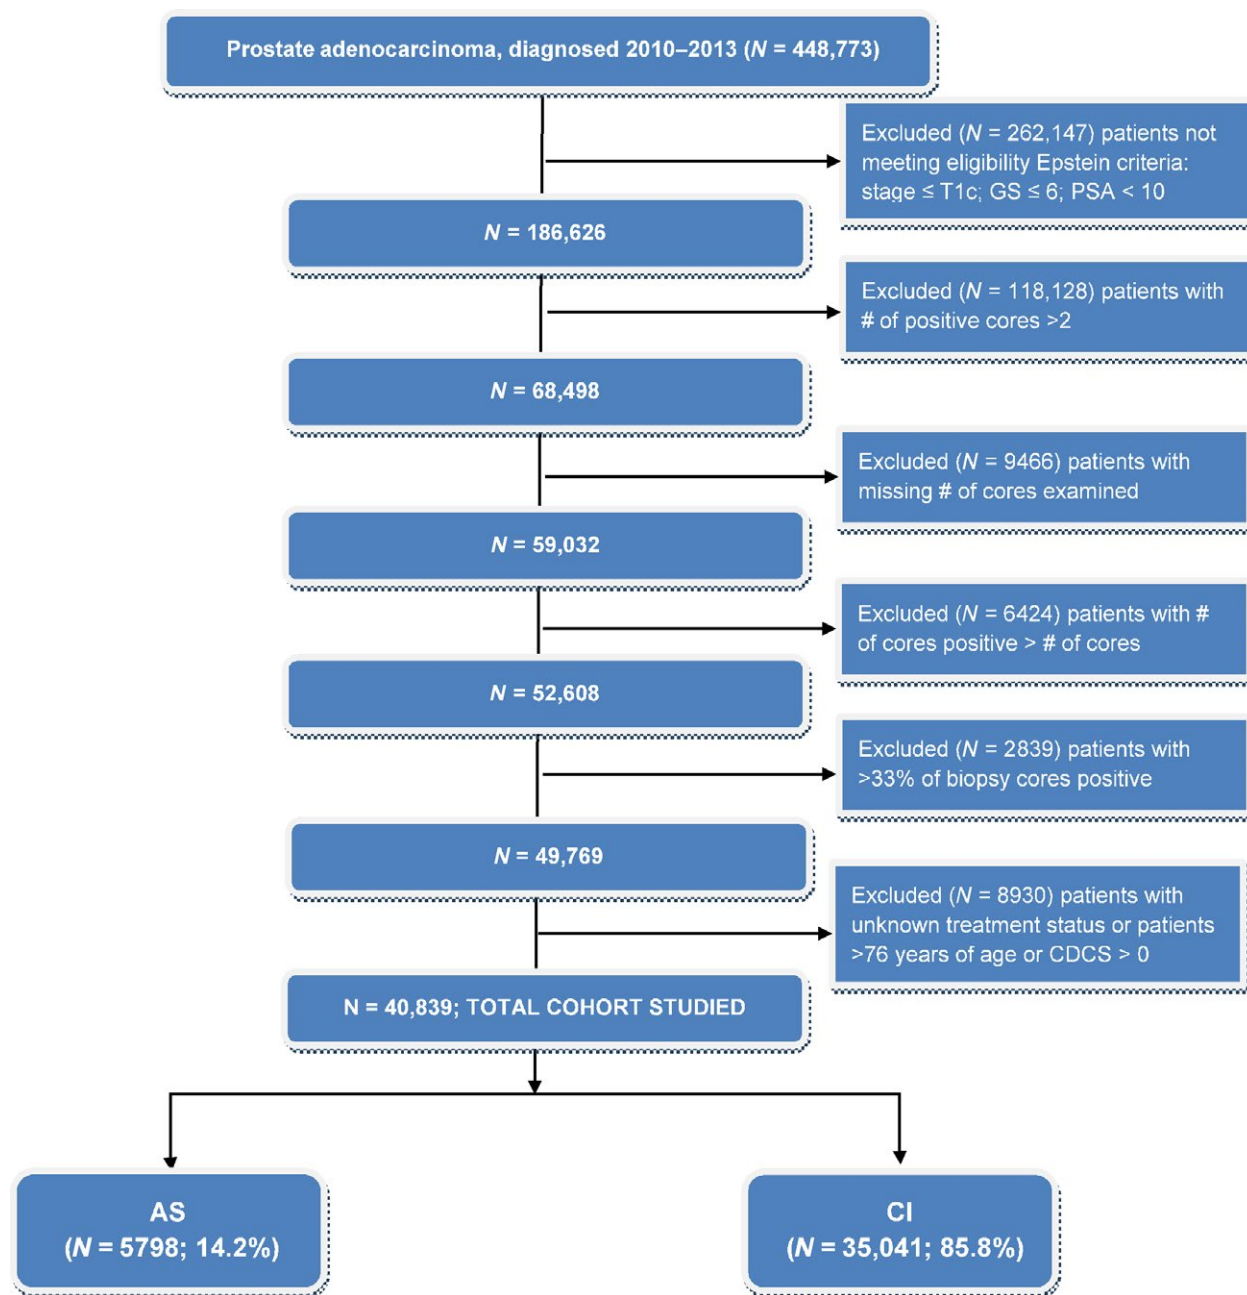 Prostate adenocarcinoma, diagnosed 2010–2013 (N = 448,773)
Excluded (N = 262,147) patients not
meeting eligibility Epstein criteria:
stage ≤ T1c; GS ≤ 6; PSA < 10
N = 186,626
Excluded (N = 118,128) patients with
# of positive cores >2
N = 68,498
Excluded (N = 9466) patients with
missing # of cores examined
N = 59,032
Excluded (N = 6424) patients with #
of cores positive > # of cores
N = 52,608
Excluded (N = 2839) patients with
>33% of biopsy cores positive
N = 49,769
Excluded (N = 8930) patients with
unknown treatment status or patients
>76 years of age or CDCS > 0
N = 40,839; TOTAL COHORT STUDIED
AS
(N = 5798; 14.2%)
CI
(N = 35,041; 85.8%)